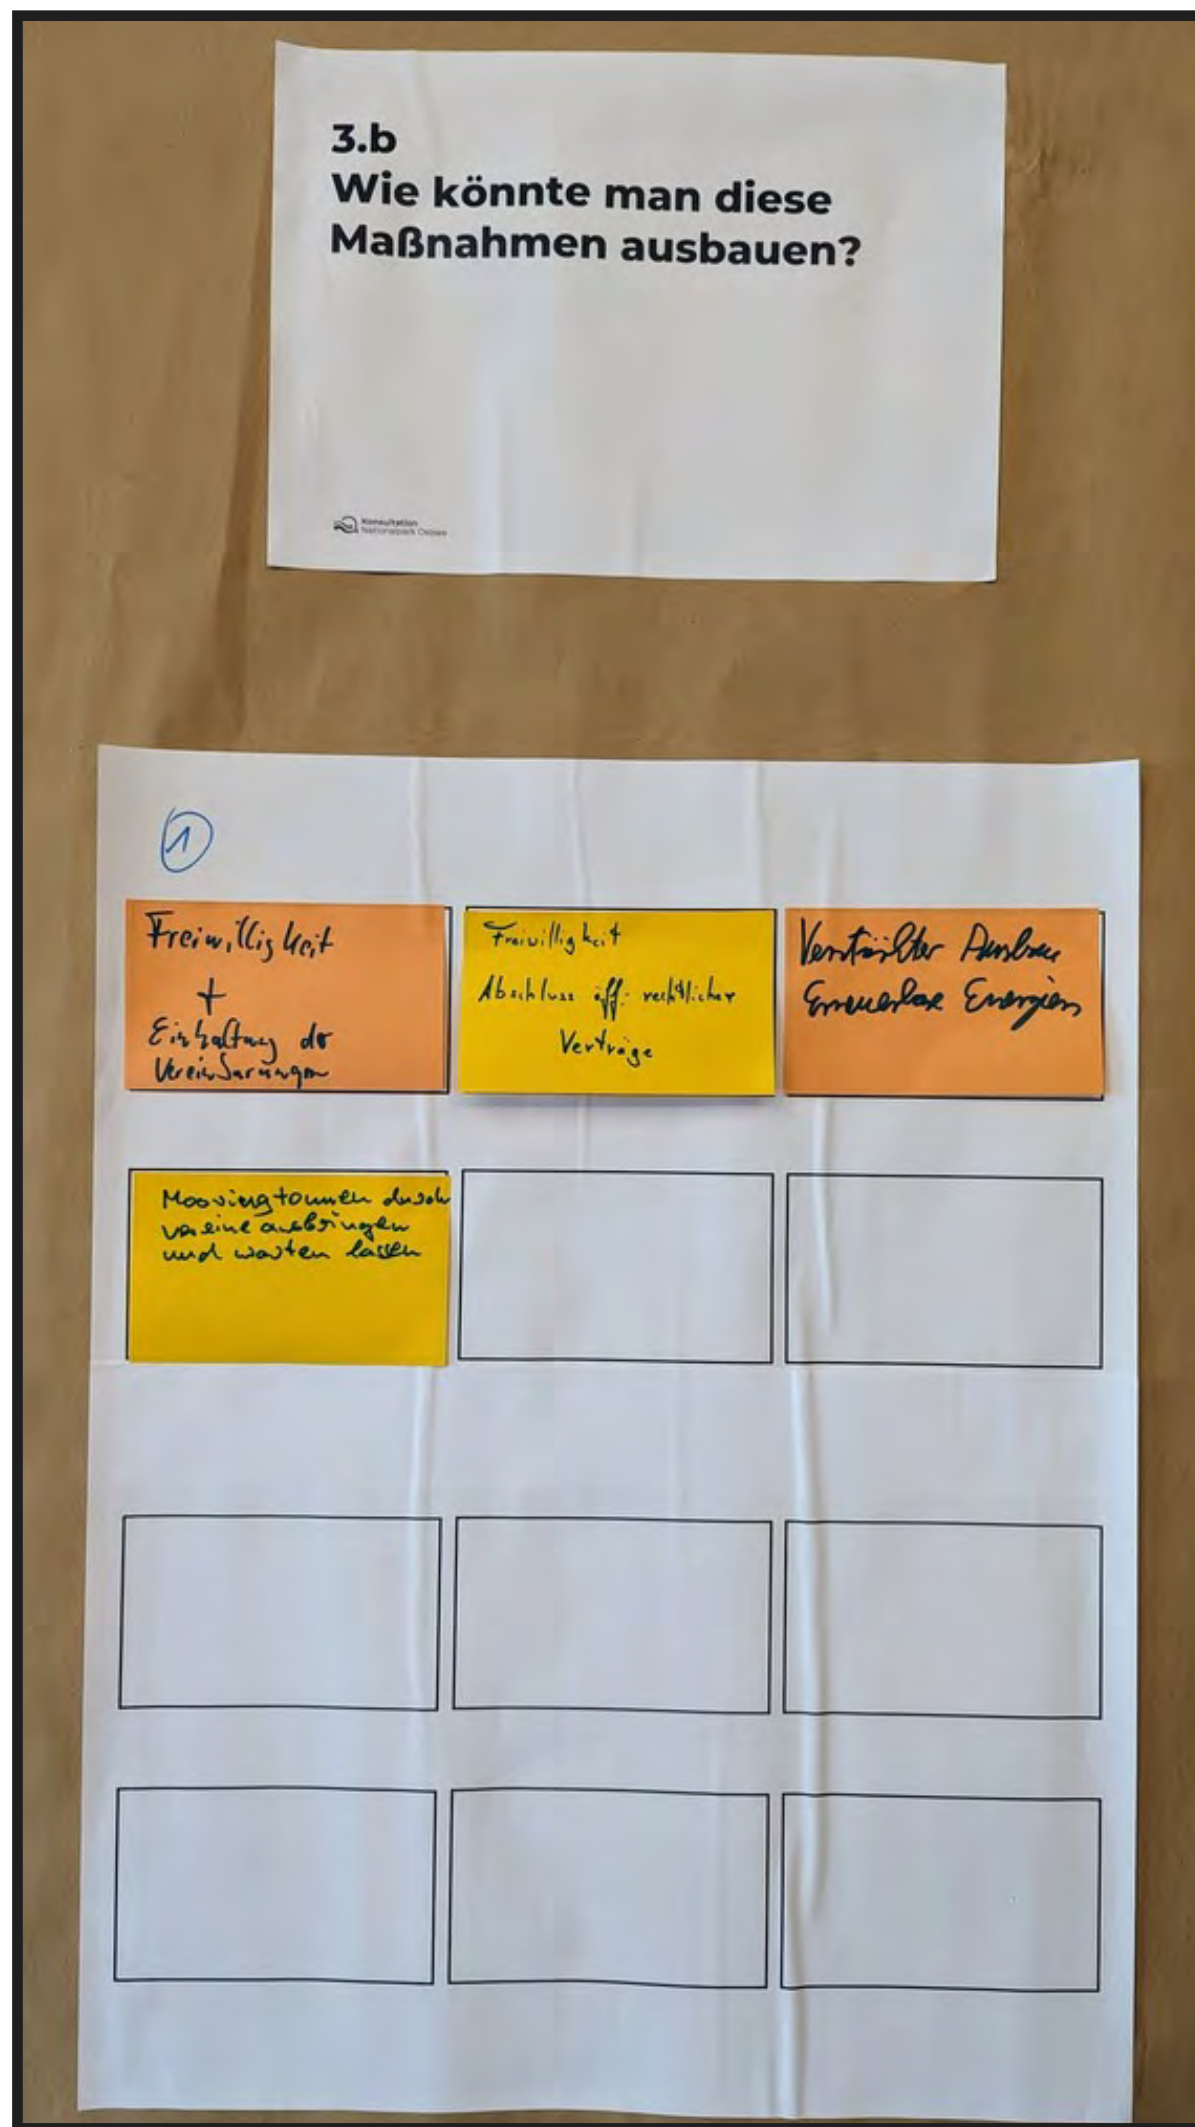 3.b
Wie könnte man diese
Maßnahmen ausbauen?
Konsultation
Nationalpark Ostsee
1
Freiwilligkeit
+
Einhaltung der
Vereinbarungen
Freiwilligkeit
Abschluss öff. rechtlicher
Verträge
Verstärkter Ausbau
Erneuerbare Energien
Mooringtonnen durch
vereine ausbringen
und warten lassen